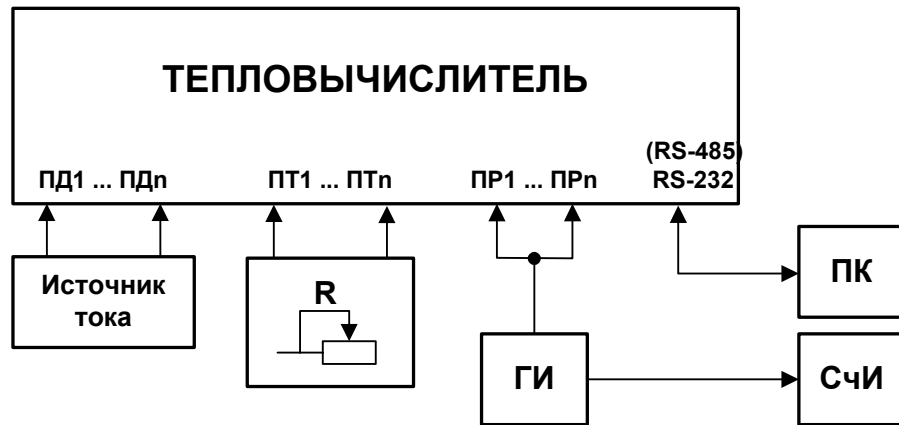 ТЕПЛОВЫЧИСЛИТЕЛЬ
(RS-485)
ПД1 ... ПДn ПТ1 ... ПТn ПР1 ... ПРn RS-232
Источник
тока
R
ПК
ГИ
СчИ